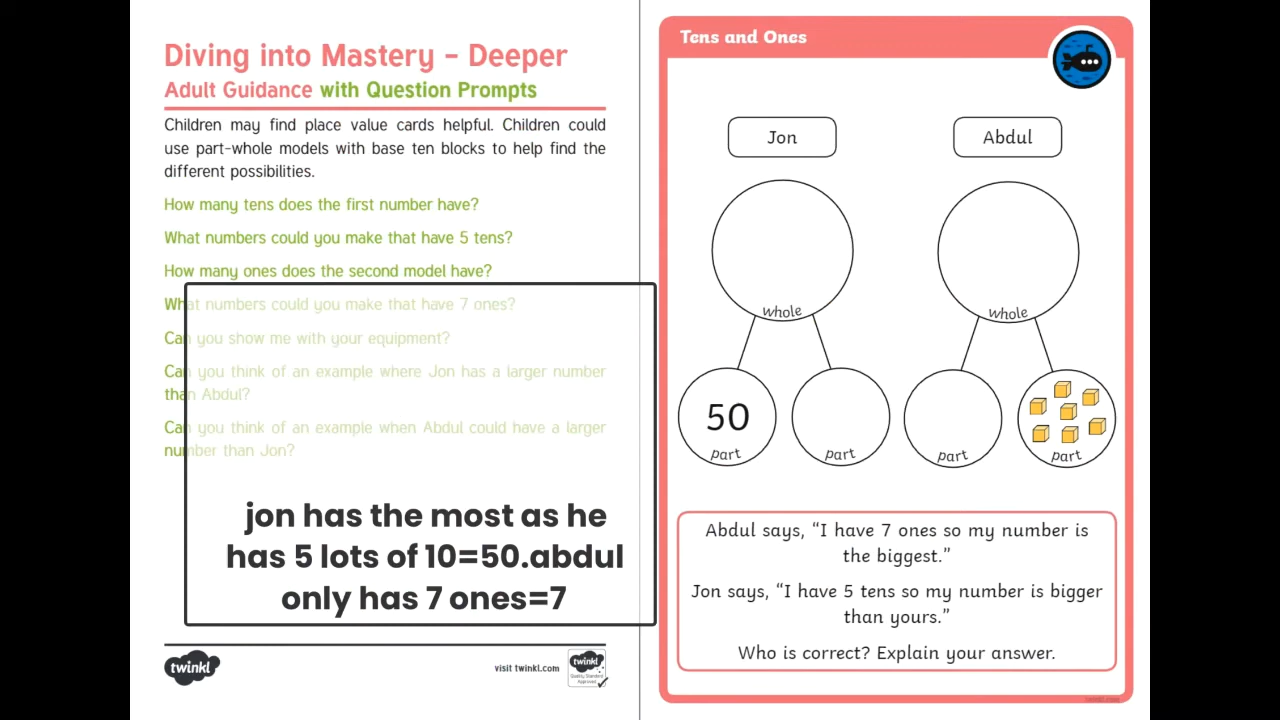 Diving into Mastery – Deeper
Adult Guidance with Question Prompts
Children may find place value cards helpful. Children could
use part-whole models with base ten blocks to help find the
different possibilities.
How many tens does the first number have?
What numbers could you make that have 5 tens?
How many ones does the second model have?
What numbers could you make that have 7 ones?
Can you show me with your equipment?
Can you think of an example where Jon has a larger number
than Abdul?
Can you think of an example when Abdul could have a larger
number than Jon?
jon has the most as he
has 5 lots of 10=50.abdul
only has 7 ones=7
twinkl
visit twinkl.com
twinkl
Quality Standard
Approved
Tens and Ones
Jon
Abdul
whole
whole
50
part
part
part
part
Abdul says, “I have 7 ones so my number is
the biggest.”
Jon says, “I have 5 tens so my number is bigger
than yours.”
Who is correct? Explain your answer.
twinkl.com